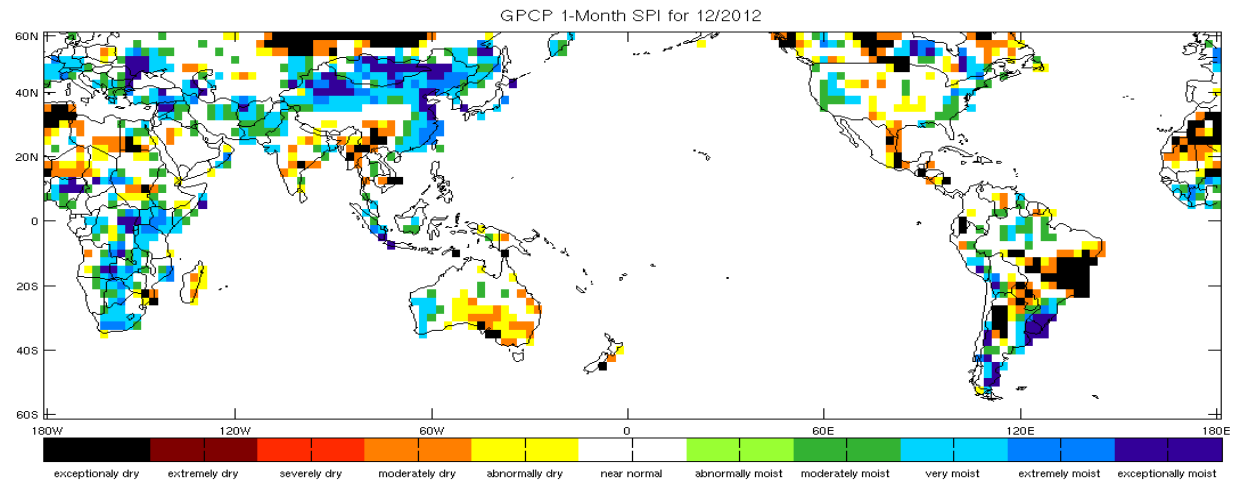 GPCP 1-Month SPI for 12/2012
60N
40N
20N
0
20S
40S
60S
180W 120W 60W 0 60E 120E 180E
exceptionaly dry extremely dry severely dry moderately dry abnormally dry near normal abnormally moist moderately moist very moist extremely moist exceptionally moist